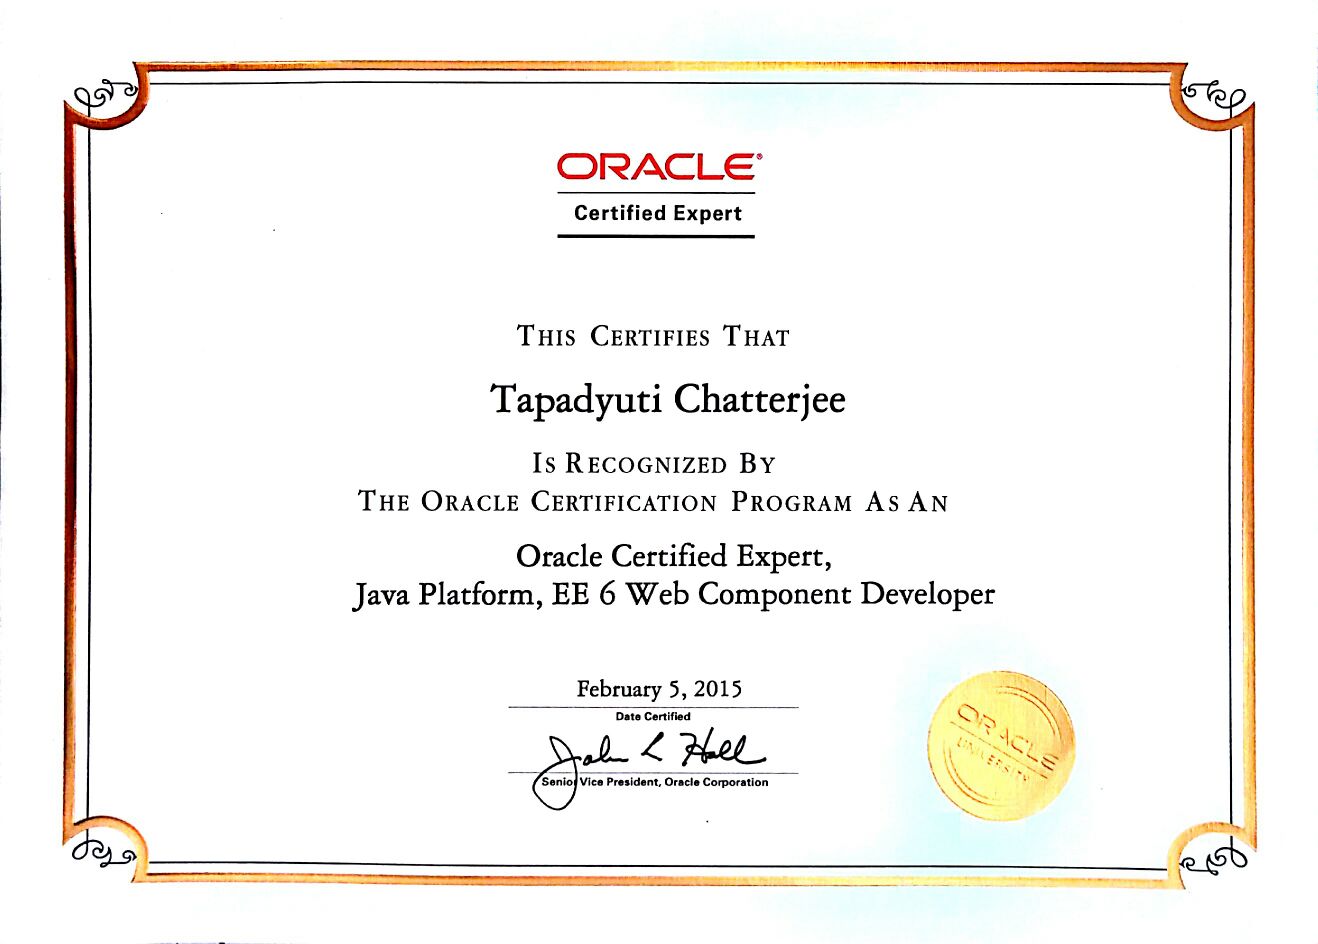 ORACLE®
Certified Expert
THIS CERTIFIES THAT
Tapadyuti Chatterjee
IS RECOGNIZED BY
THE ORACLE CERTIFICATION PROGRAM AS AN
Oracle Certified Expert,
Java Platform, EE 6 Web Component Developer
February 5, 2015
Date Certified
John L Hall
Senior Vice President, Oracle Corporation
ORACLE
UNIVERSITY